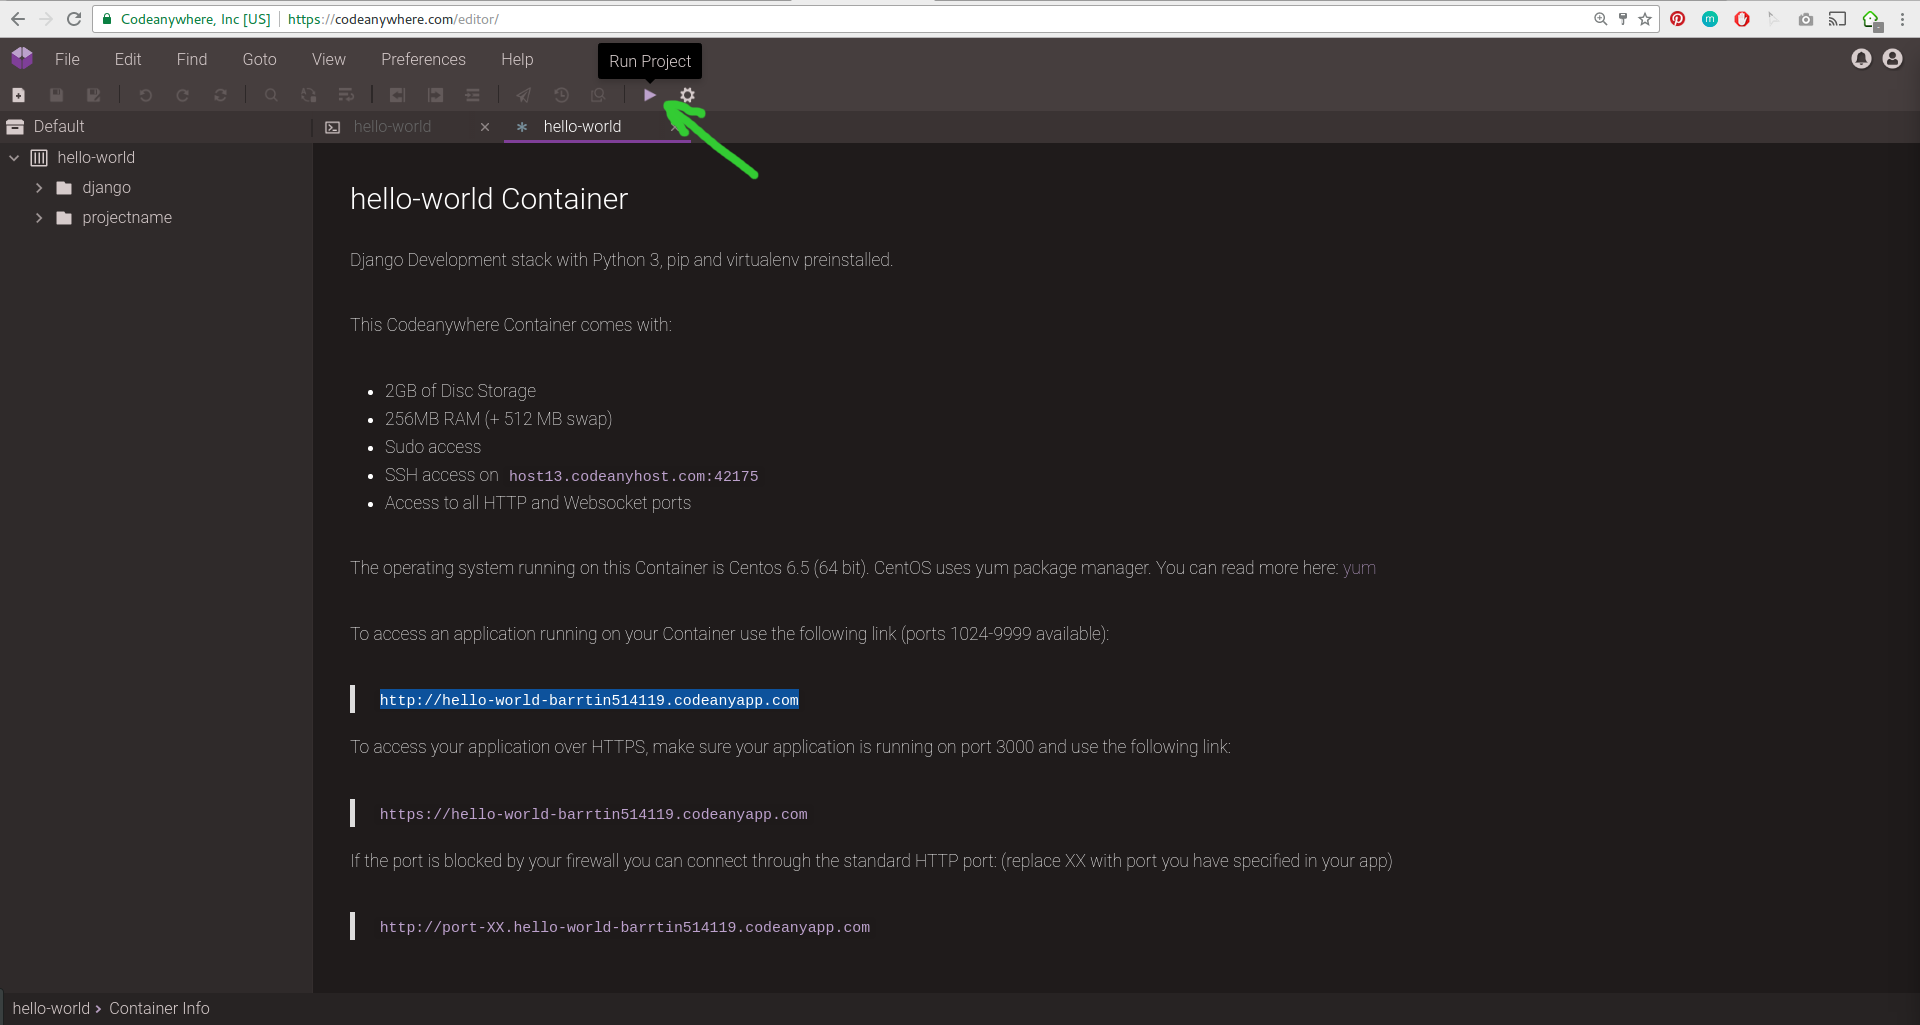 Codeanywhere, Inc [US] https://codeanywhere.com/editor/
File Edit Find Goto View Preferences Help Run Project
Default hello-world hello-world
hello-world
django
projectname
hello-world Container
Django Development stack with Python 3, pip and virtualenv preinstalled.
This Codeanywhere Container comes with:
2GB of Disc Storage
256MB RAM (+ 512 MB swap)
Sudo access
SSH access on host13.codeanyhost.com:42175
Access to all HTTP and Websocket ports
The operating system running on this Container is Centos 6.5 (64 bit). CentOS uses yum package manager. You can read more here: yum
To access an application running on your Container use the following link (ports 1024-9999 available):
http://hello-world-barrtin514119.codeanyapp.com
To access your application over HTTPS, make sure your application is running on port 3000 and use the following link:
https://hello-world-barrtin514119.codeanyapp.com
If the port is blocked by your firewall you can connect through the standard HTTP port: (replace XX with port you have specified in your app)
http://port-XX.hello-world-barrtin514119.codeanyapp.com
hello-world > Container Info